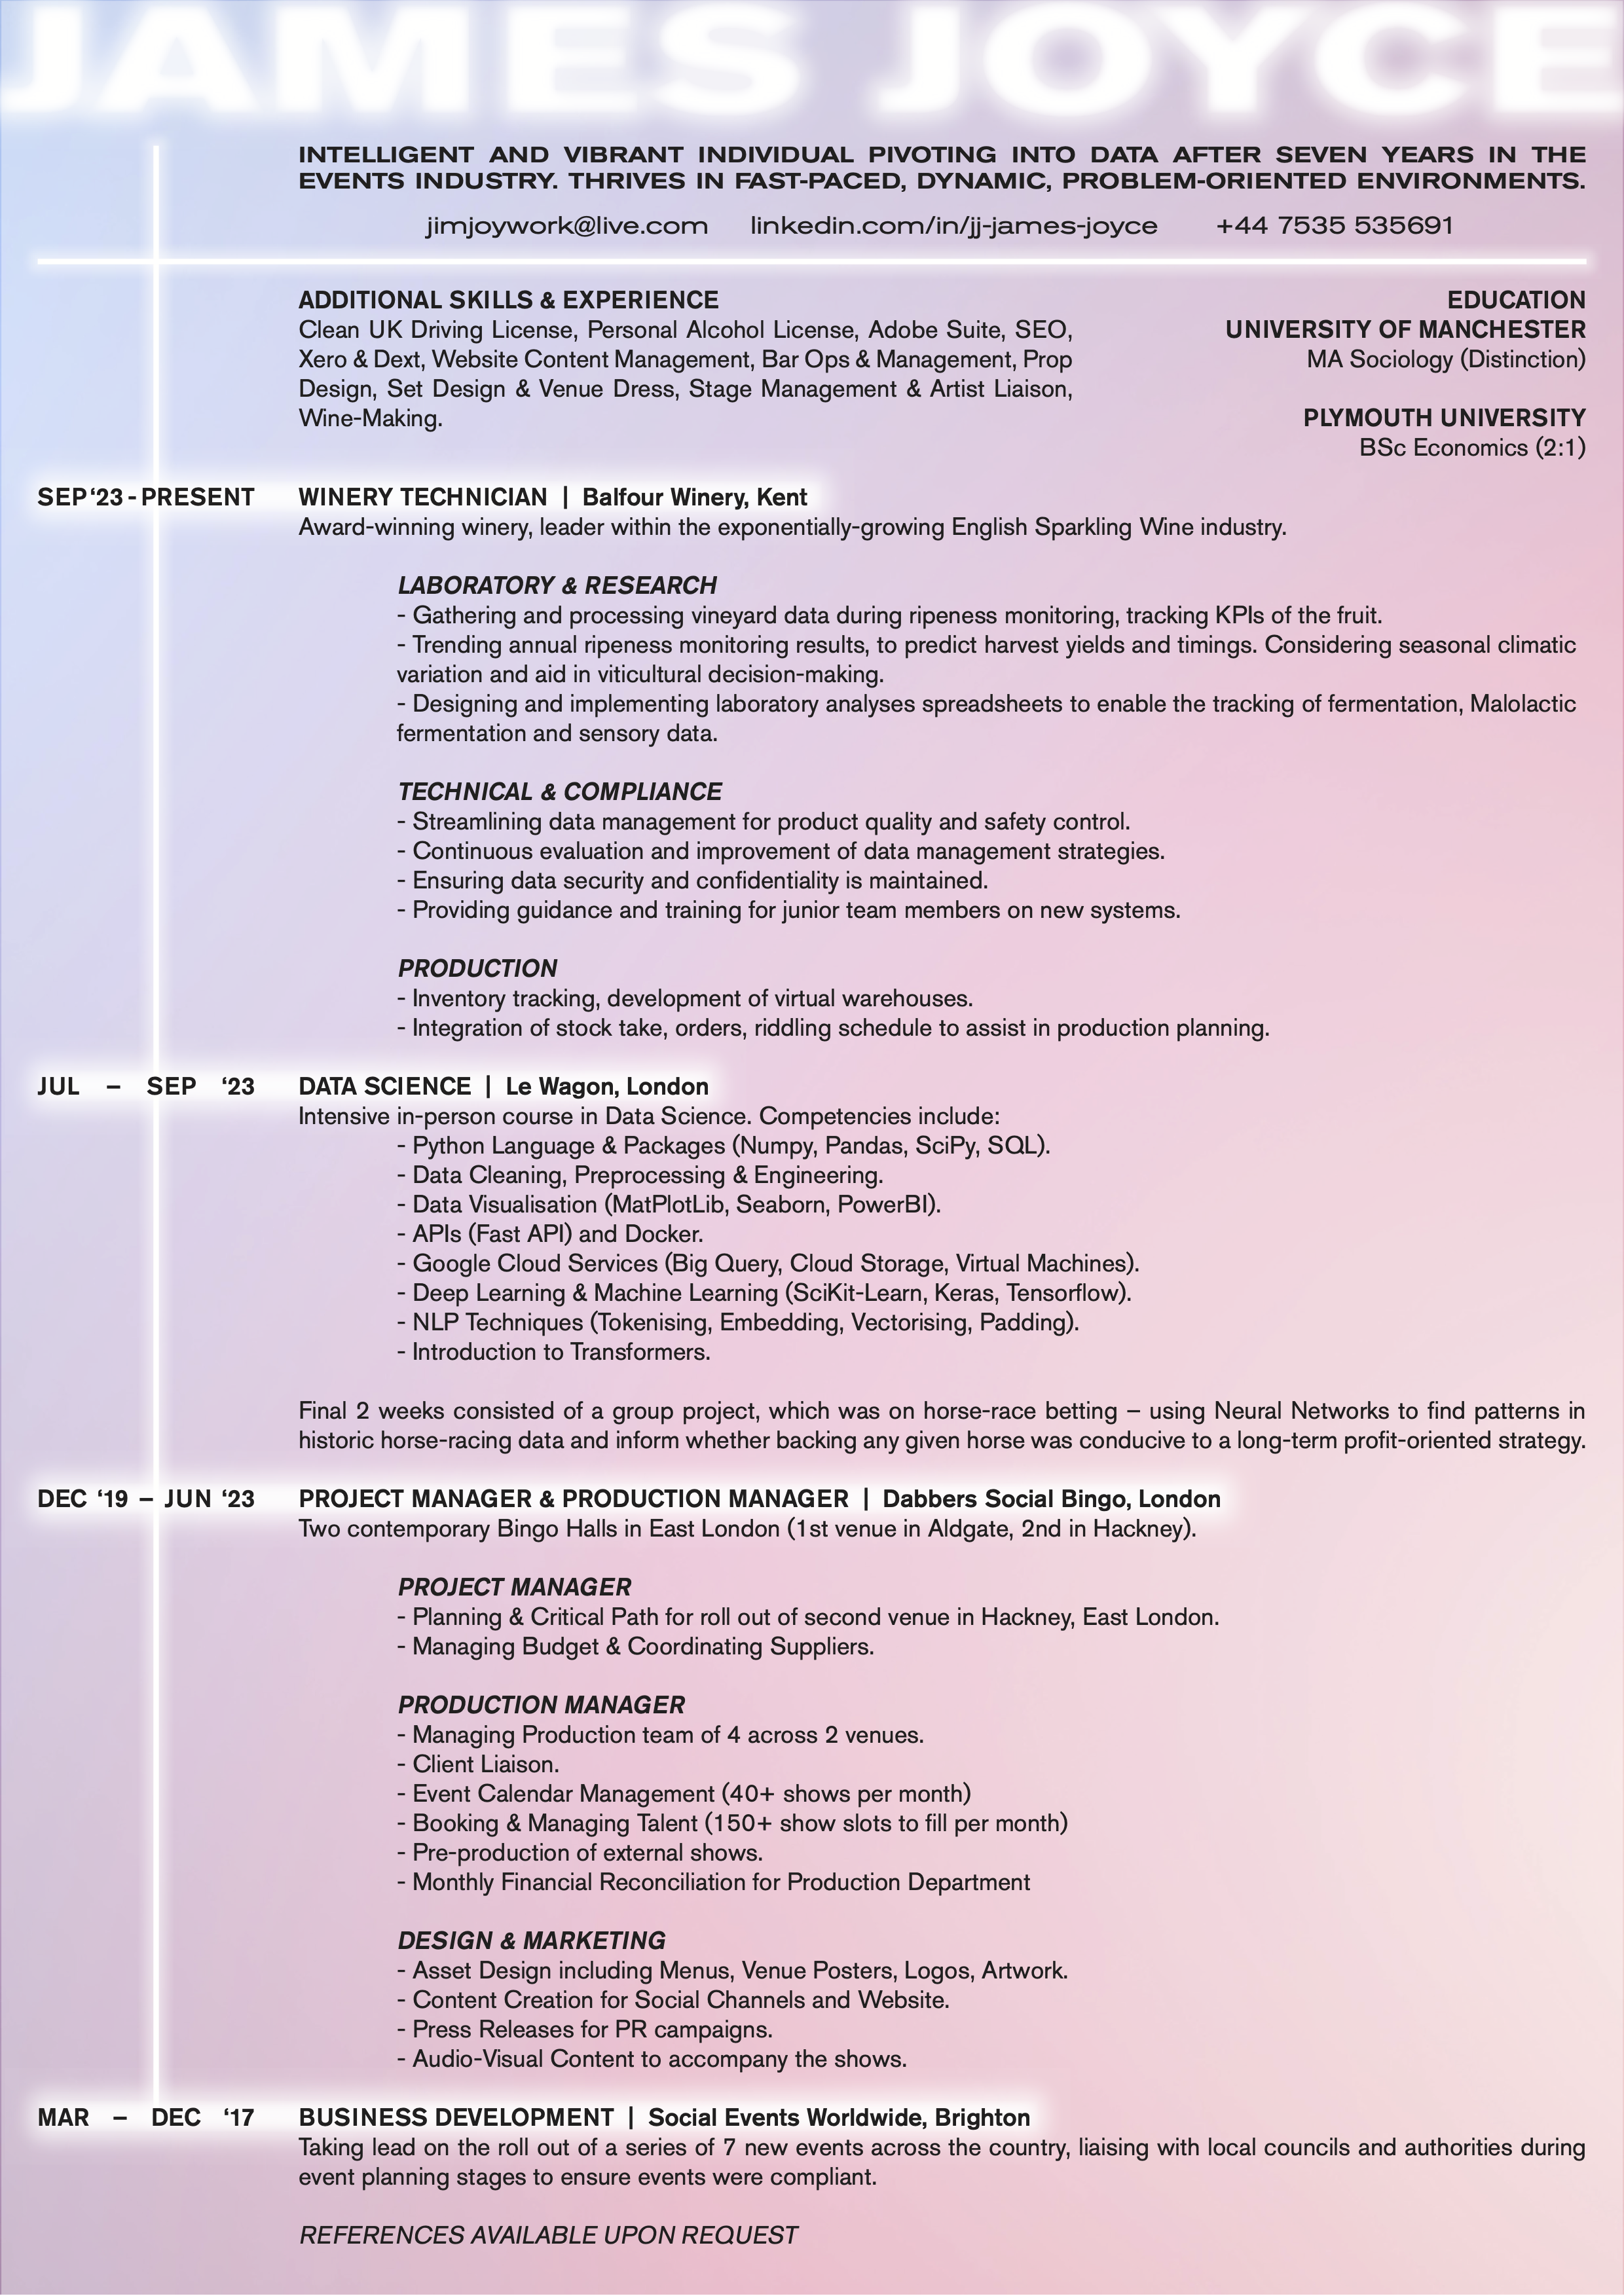 JAMES JOYCE
INTELLIGENT AND VIBRANT INDIVIDUAL PIVOTING INTO DATA AFTER SEVEN YEARS IN THE
EVENTS INDUSTRY. THRIVES IN FAST-PACED, DYNAMIC, PROBLEM-ORIENTED ENVIRONMENTS.
jimjoywork@live.com linkedin.com/in/jj-james-joyce +44 7535 535691
ADDITIONAL SKILLS & EXPERIENCE
Clean UK Driving License, Personal Alcohol License, Adobe Suite, SEO,
Xero & Dext, Website Content Management, Bar Ops & Management, Prop
Design, Set Design & Venue Dress, Stage Management & Artist Liaison,
Wine-Making.
EDUCATION
UNIVERSITY OF MANCHESTER
MA Sociology (Distinction)
PLYMOUTH UNIVERSITY
BSc Economics (2:1)
SEP ‘23 - PRESENT WINERY TECHNICIAN | Balfour Winery, Kent
Award-winning winery, leader within the exponentially-growing English Sparkling Wine industry.
LABORATORY & RESEARCH
- Gathering and processing vineyard data during ripeness monitoring, tracking KPIs of the fruit.
- Trending annual ripeness monitoring results, to predict harvest yields and timings. Considering seasonal climatic
variation and aid in viticultural decision-making.
- Designing and implementing laboratory analyses spreadsheets to enable the tracking of fermentation, Malolactic
fermentation and sensory data.
TECHNICAL & COMPLIANCE
- Streamlining data management for product quality and safety control.
- Continuous evaluation and improvement of data management strategies.
- Ensuring data security and confidentiality is maintained.
- Providing guidance and training for junior team members on new systems.
PRODUCTION
- Inventory tracking, development of virtual warehouses.
- Integration of stock take, orders, riddling schedule to assist in production planning.
JUL – SEP ‘23 DATA SCIENCE | Le Wagon, London
Intensive in-person course in Data Science. Competencies include:
- Python Language & Packages (Numpy, Pandas, SciPy, SQL).
- Data Cleaning, Preprocessing & Engineering.
- Data Visualisation (MatPlotLib, Seaborn, PowerBI).
- APIs (Fast API) and Docker.
- Google Cloud Services (Big Query, Cloud Storage, Virtual Machines).
- Deep Learning & Machine Learning (SciKit-Learn, Keras, Tensorflow).
- NLP Techniques (Tokenising, Embedding, Vectorising, Padding).
- Introduction to Transformers.
Final 2 weeks consisted of a group project, which was on horse-race betting – using Neural Networks to find patterns in
historic horse-racing data and inform whether backing any given horse was conducive to a long-term profit-oriented strategy.
DEC ‘19 – JUN ‘23 PROJECT MANAGER & PRODUCTION MANAGER | Dabbers Social Bingo, London
Two contemporary Bingo Halls in East London (1st venue in Aldgate, 2nd in Hackney).
PROJECT MANAGER
- Planning & Critical Path for roll out of second venue in Hackney, East London.
- Managing Budget & Coordinating Suppliers.
PRODUCTION MANAGER
- Managing Production team of 4 across 2 venues.
- Client Liaison.
- Event Calendar Management (40+ shows per month)
- Booking & Managing Talent (150+ show slots to fill per month)
- Pre-production of external shows.
- Monthly Financial Reconciliation for Production Department
DESIGN & MARKETING
- Asset Design including Menus, Venue Posters, Logos, Artwork.
- Content Creation for Social Channels and Website.
- Press Releases for PR campaigns.
- Audio-Visual Content to accompany the shows.
MAR – DEC ‘17 BUSINESS DEVELOPMENT | Social Events Worldwide, Brighton
Taking lead on the roll out of a series of 7 new events across the country, liaising with local councils and authorities during
event planning stages to ensure events were compliant.
REFERENCES AVAILABLE UPON REQUEST